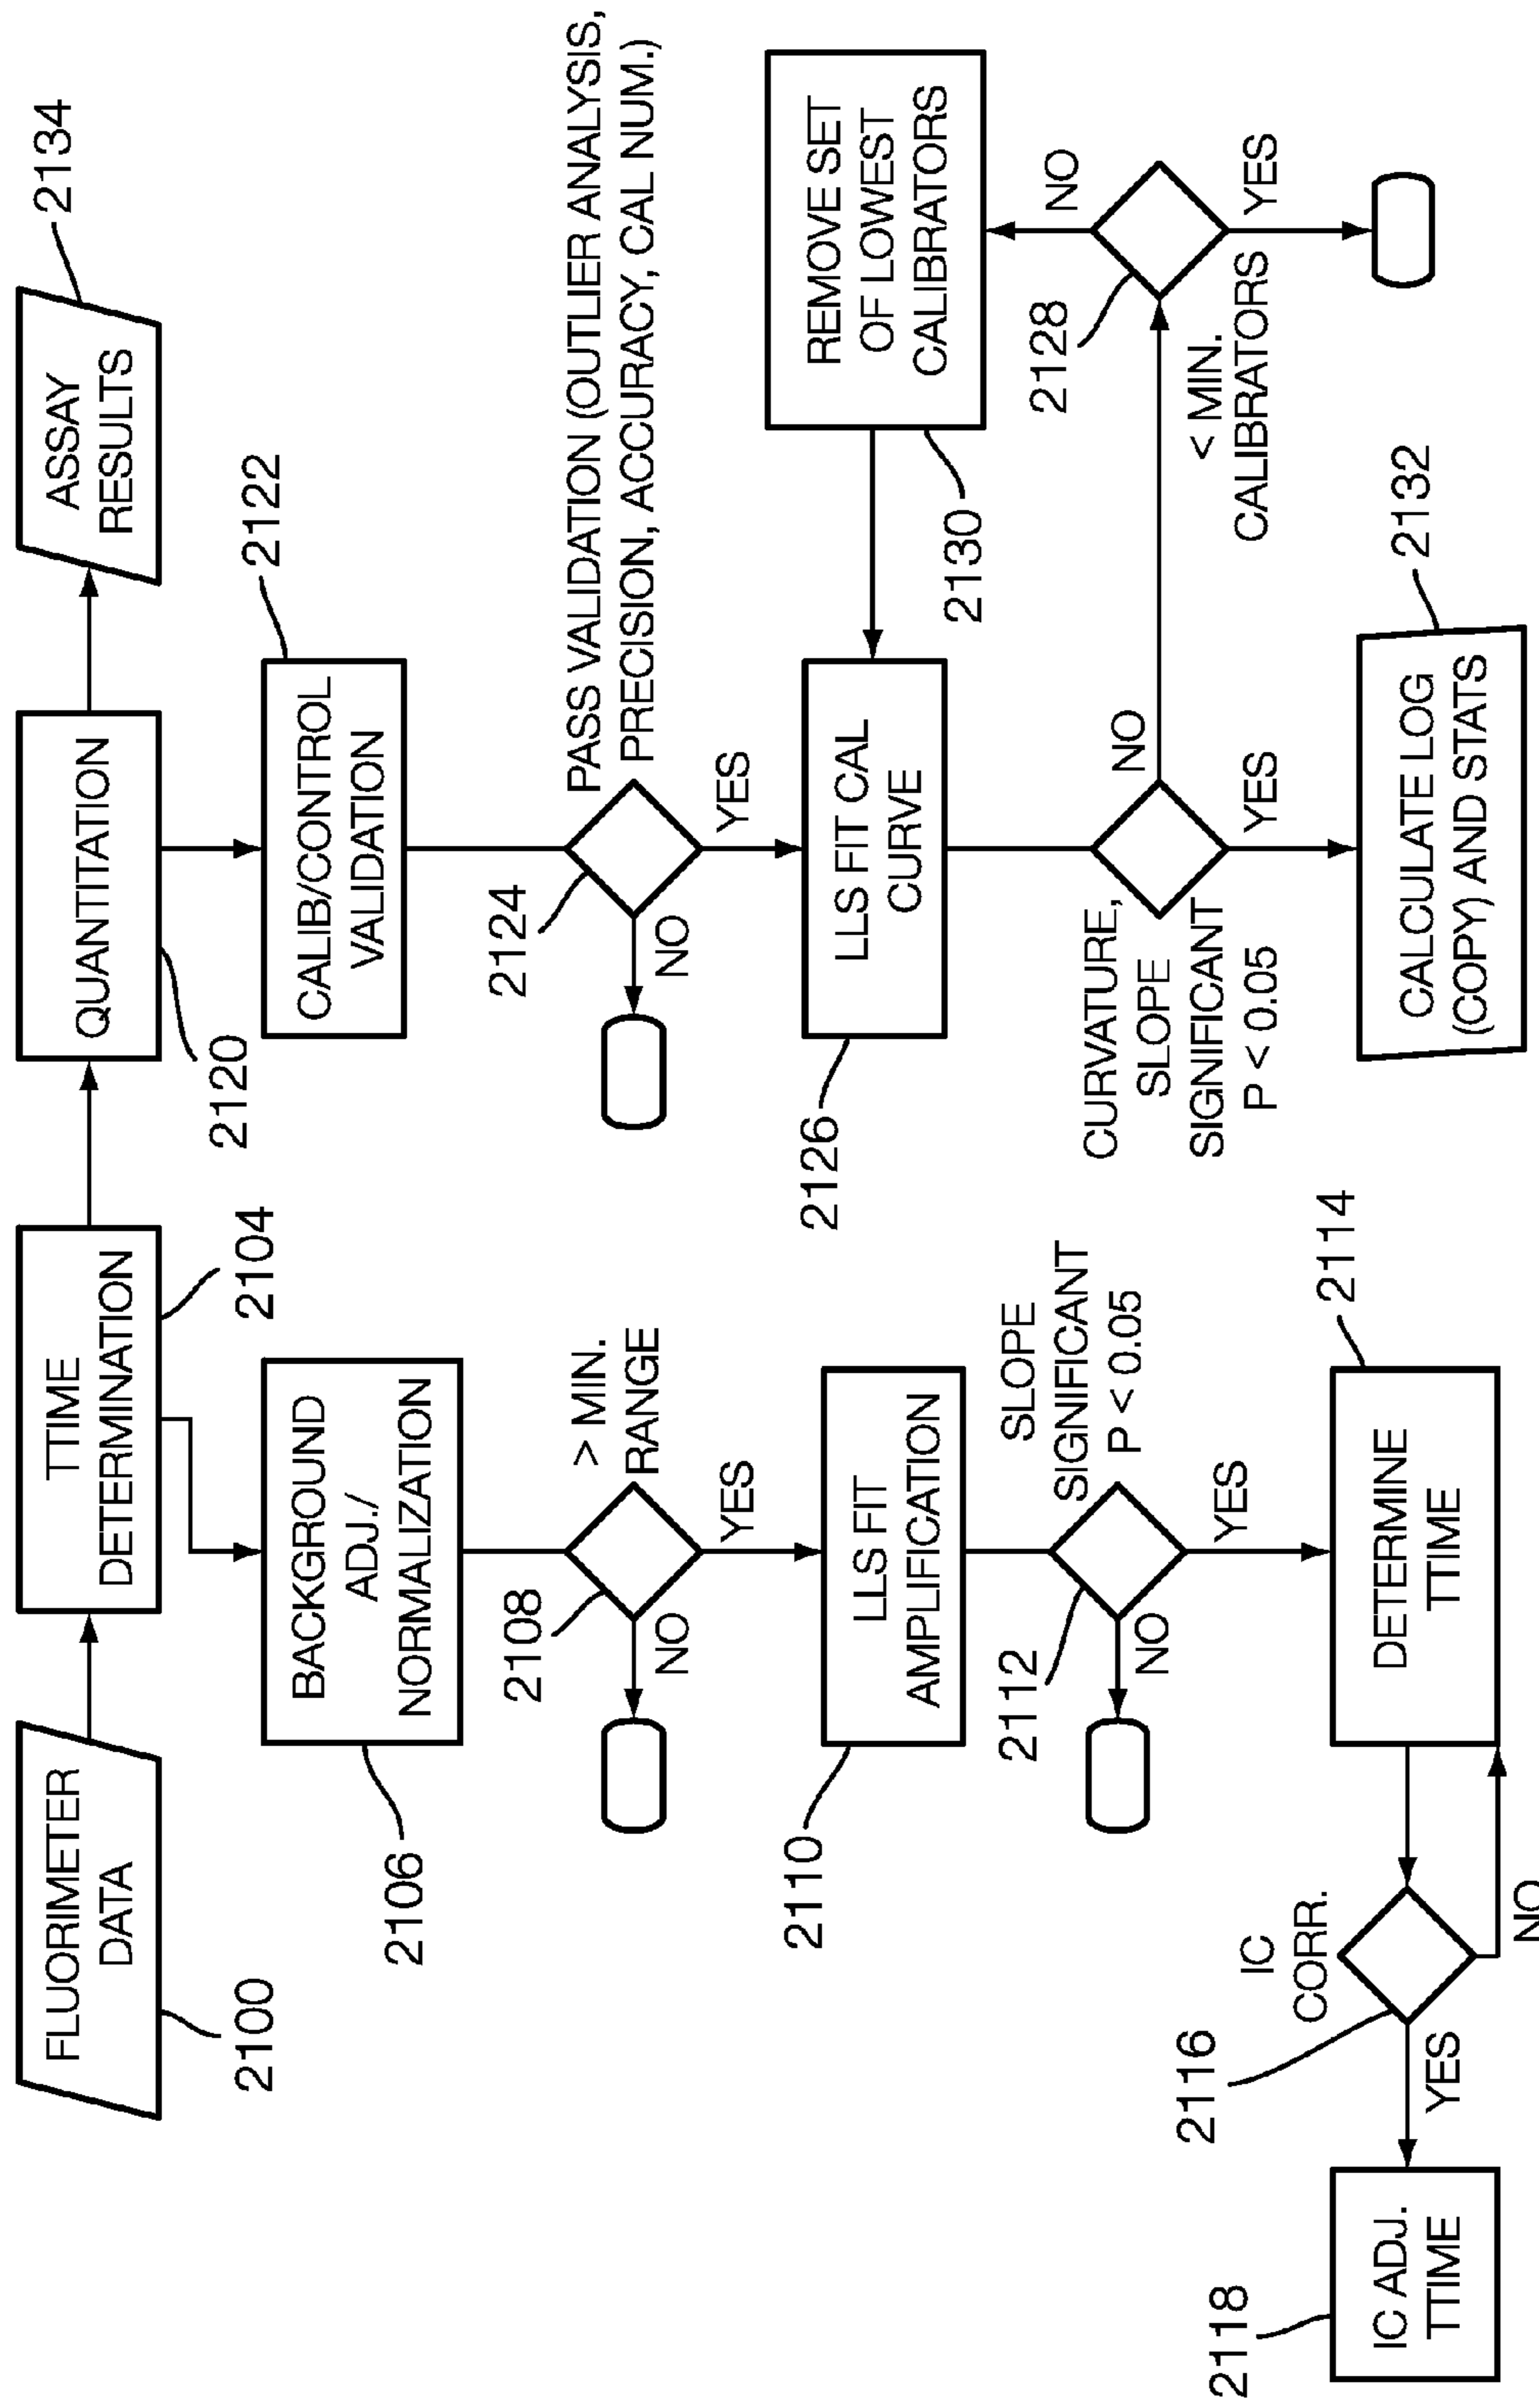 FLUORIMETER
DATA
2100
TTIME
DETERMINATION
2104
QUANTITATION
2120
ASSAY
RESULTS
2134
BACKGROUND
ADJ./
NORMALIZATION
2106
> MIN.
RANGE
2108
NO
YES
LLS FIT
AMPLIFICATION
2110
SLOPE
SIGNIFICANT
P < 0.05
2112
NO
YES
DETERMINE
TTIME
2114
IC
CORR.
2116
NO
YES
IC ADJ.
TTIME
2118
CALIB/CONTROL
VALIDATION
2122
PASS VALIDATION (OUTLIER ANALYSIS,
PRECISION, ACCURACY, CAL NUM.)
2124
NO
YES
LLS FIT CAL
CURVE
2126
REMOVE SET
OF LOWEST
CALIBRATORS
2130
CURVATURE,
SLOPE
SIGNIFICANT
P < 0.05
NO
YES
2128
NO
< MIN.
CALIBRATORS
YES
CALCULATE LOG
(COPY) AND STATS
2132